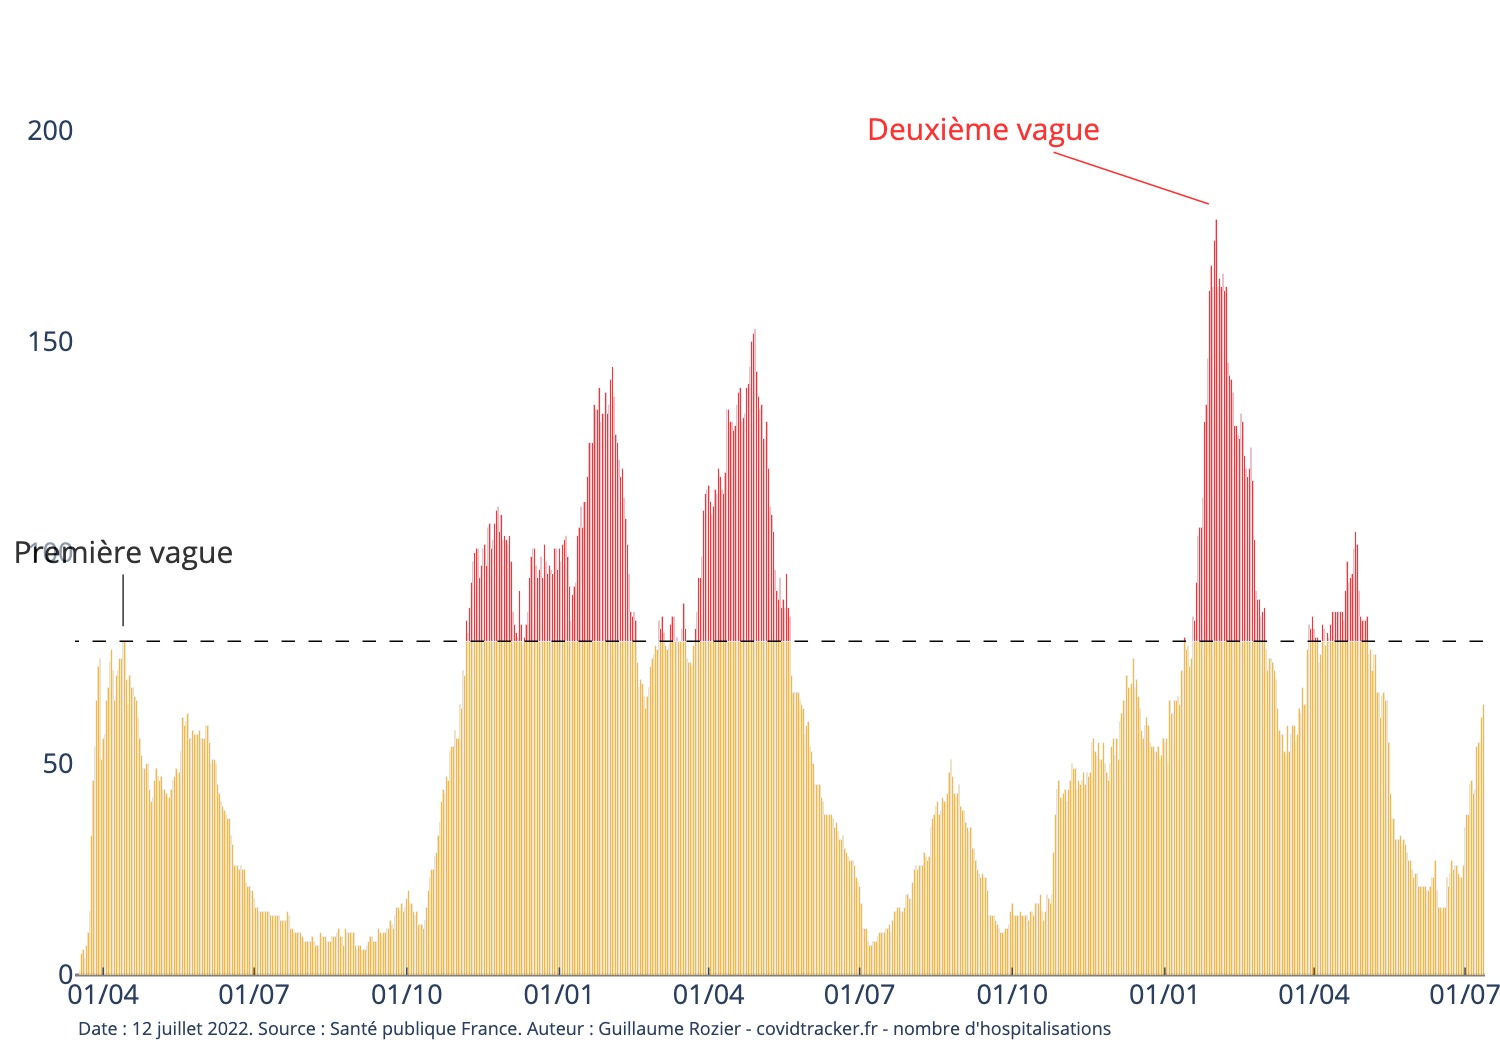 200
Deuxième vague
150
100
Première vague
50
0
01/04 01/07 01/10 01/01 01/04 01/07 01/10 01/01 01/04 01/07
Date : 12 juillet 2022. Source : Santé publique France. Auteur : Guillaume Rozier - covidtracker.fr - nombre d'hospitalisations